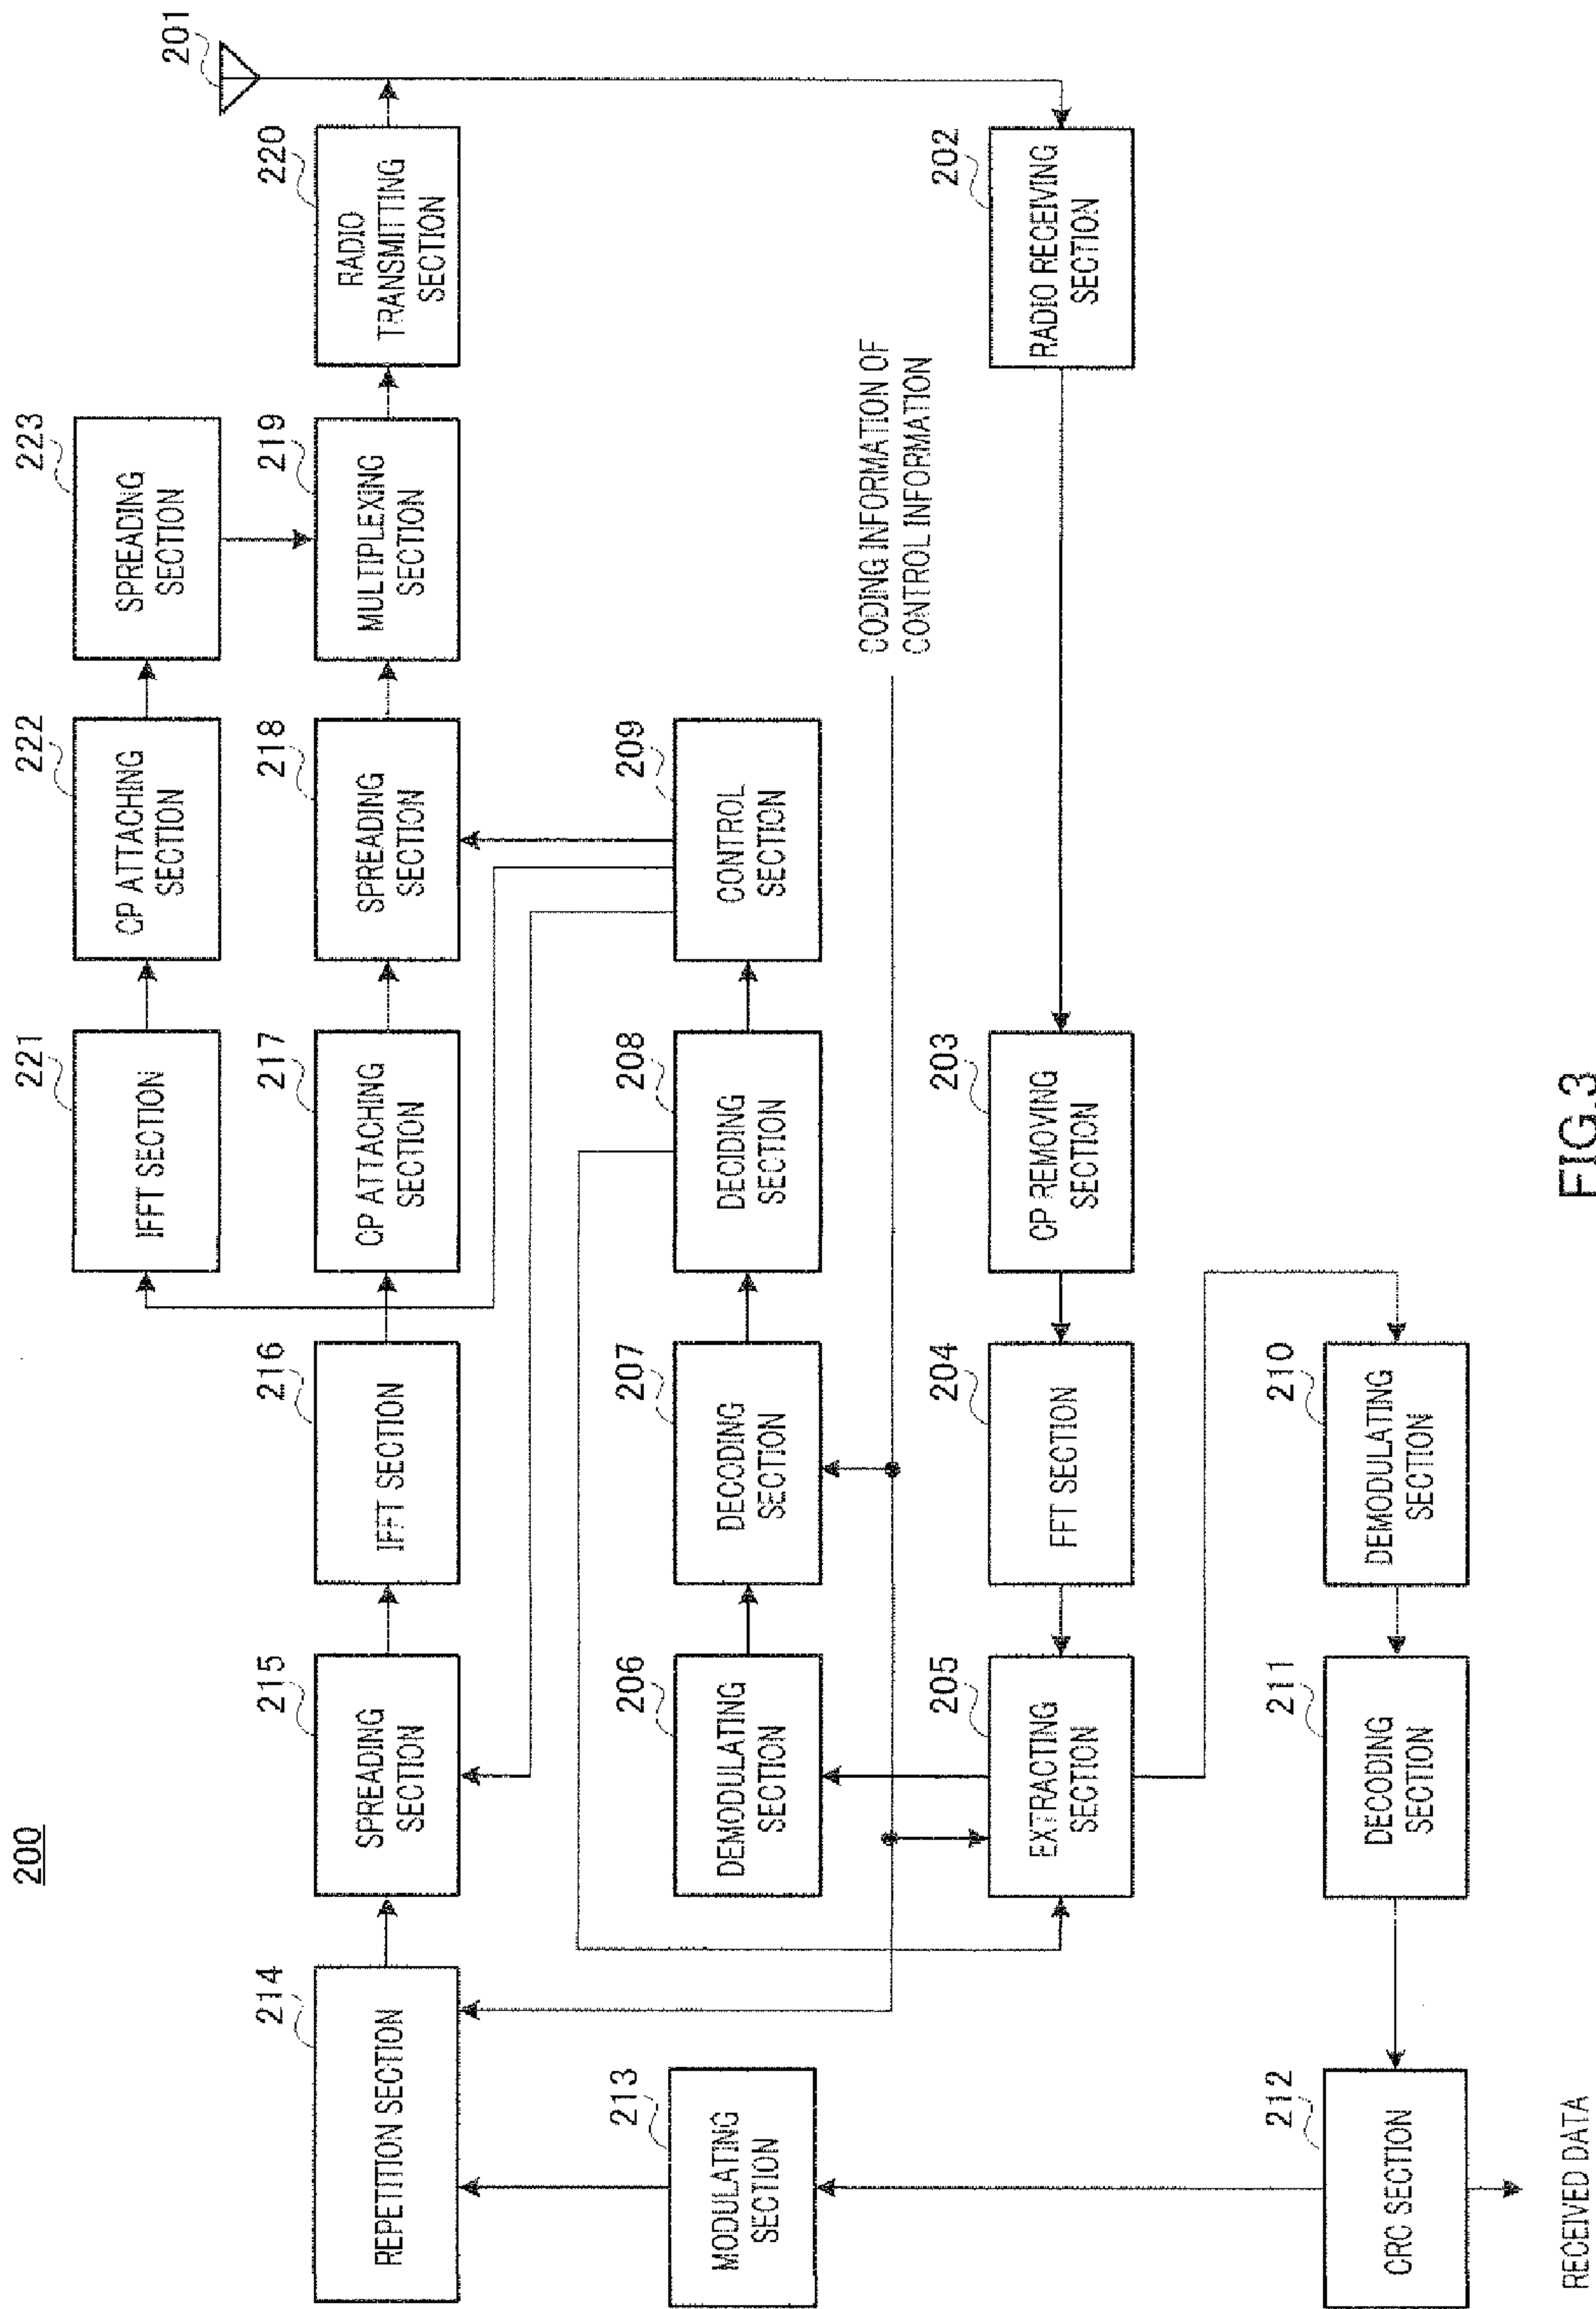 200
201
221
IFFT SECTION
222
CP ATTACHING
SECTION
223
SPREADING
SECTION
214
REPETITION SECTION
215
SPREADING
SECTION
216
IFFT SECTION
217
CP ATTACHING
SECTION
218
SPREADING
SECTION
219
MULTIPLEXING
SECTION
220
RADIO
TRANSMITTING
SECTION
213
MODULATING
SECTION
206
DEMODULATING
SECTION
207
DECODING
SECTION
208
DECIDING
SECTION
209
CONTROL
SECTION
CODING INFORMATION OF
CONTROL INFORMATION
205
EXTRACTING
SECTION
204
FFT SECTION
203
CP REMOVING
SECTION
202
RADIO RECEIVING
SECTION
212
CRC SECTION
211
DECODING
SECTION
210
DEMODULATING
SECTION
RECEIVED DATA
FIG.3